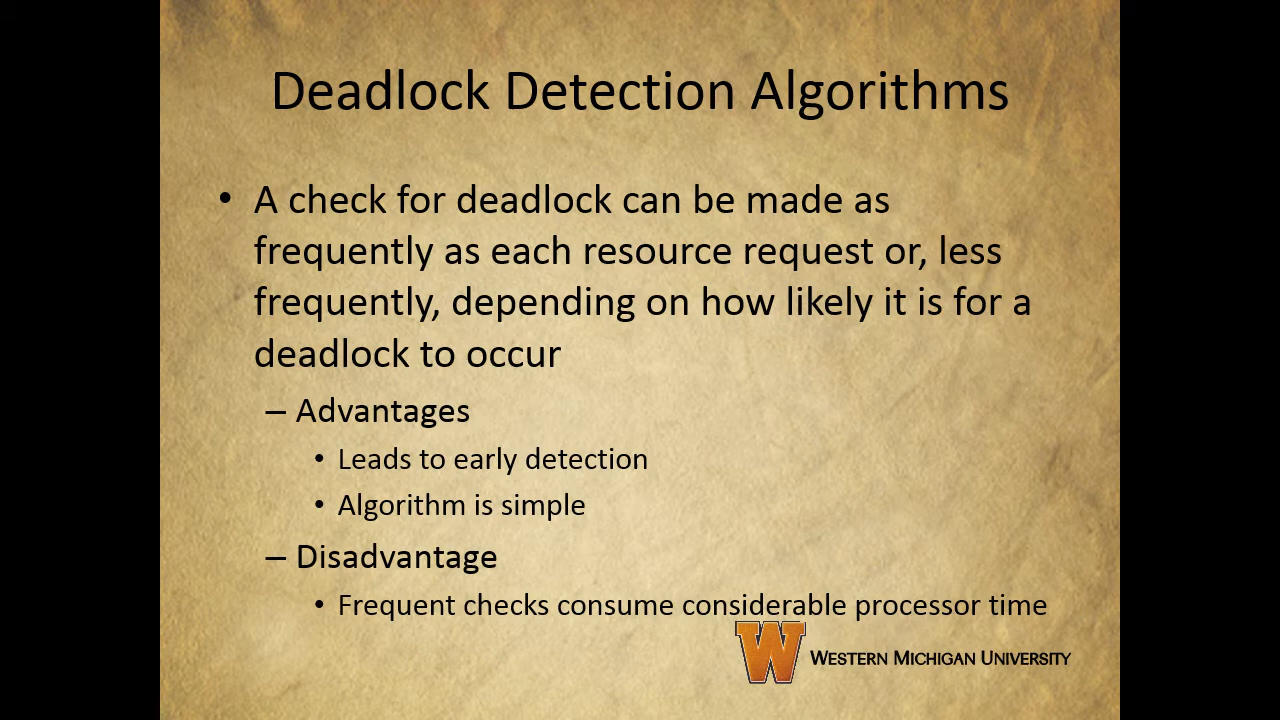 Deadlock Detection Algorithms
• A check for deadlock can be made as
frequently as each resource request or, less
frequently, depending on how likely it is for a
deadlock to occur
– Advantages
• Leads to early detection
• Algorithm is simple
– Disadvantage
• Frequent checks consume considerable processor time
W WESTERN MICHIGAN UNIVERSITY